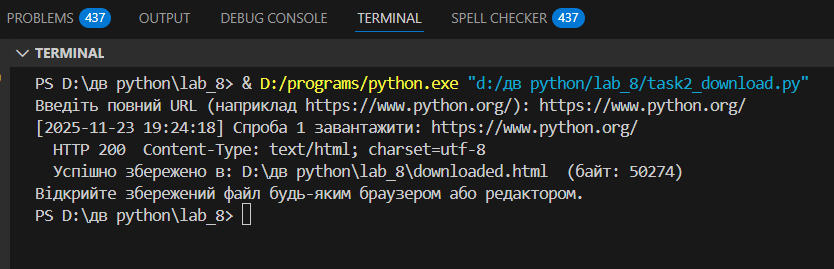 PROBLEMS 437 OUTPUT DEBUG CONSOLE TERMINAL SPELL CHECKER 437
TERMINAL
PS D:\дв python\lab_8> & D:/programs/python.exe "d:/дв python/lab_8/task2_download.py"
Введіть повний URL (наприклад https://www.python.org/): https://www.python.org/
[2025-11-23 19:24:18] Спроба 1 завантажити: https://www.python.org/
HTTP 200  Content-Type: text/html; charset=utf-8
Успішно збережено в: D:\дв python\lab_8\downloaded.html  (байт: 50274)
Відкрийте збережений файл будь-яким браузером або редактором.
PS D:\дв python\lab_8>